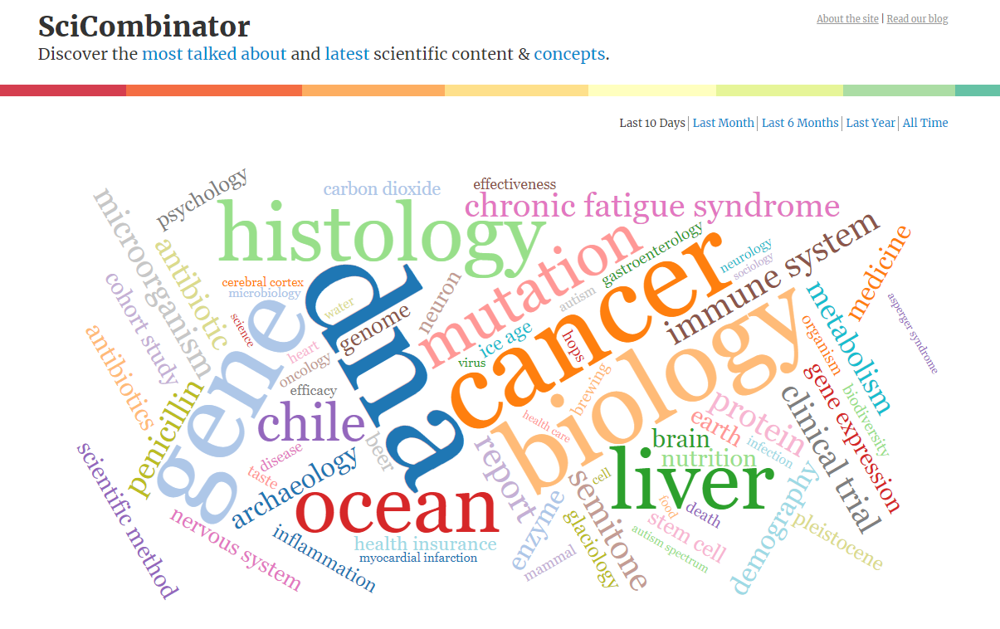 SciCombinator
About the site | Read our blog
Discover the most talked about and latest scientific content & concepts.
Last 10 Days | Last Month | Last 6 Months | Last Year | All Time
psychology
carbon dioxide
effectiveness
chronic fatigue syndrome
microorganism
histology
mutation
gastroenterology
cancer
neurology
sociology
immune system
medicine
antibiotic
cohort study
cerebral cortex
microbiology
science
gene
dna
water
genome
neuron
autism
ice age
virus
hops
heart
oncology
efficacy
brewing
biology
metabolism
organism
asperger syndrome
antibiotics
penicillin
chile
health care
protein
earth
gene expression
biodiversity
clinical trial
scientific method
disease
taste
archaeology
beer
report
brain
nutrition
infection
liver
cell
semitone
ocean
enzyme
glaciology
food
death
stem cell
autism spectrum
demography
pleistocene
nervous system
inflammation
health insurance
myocardial infarction
mammal